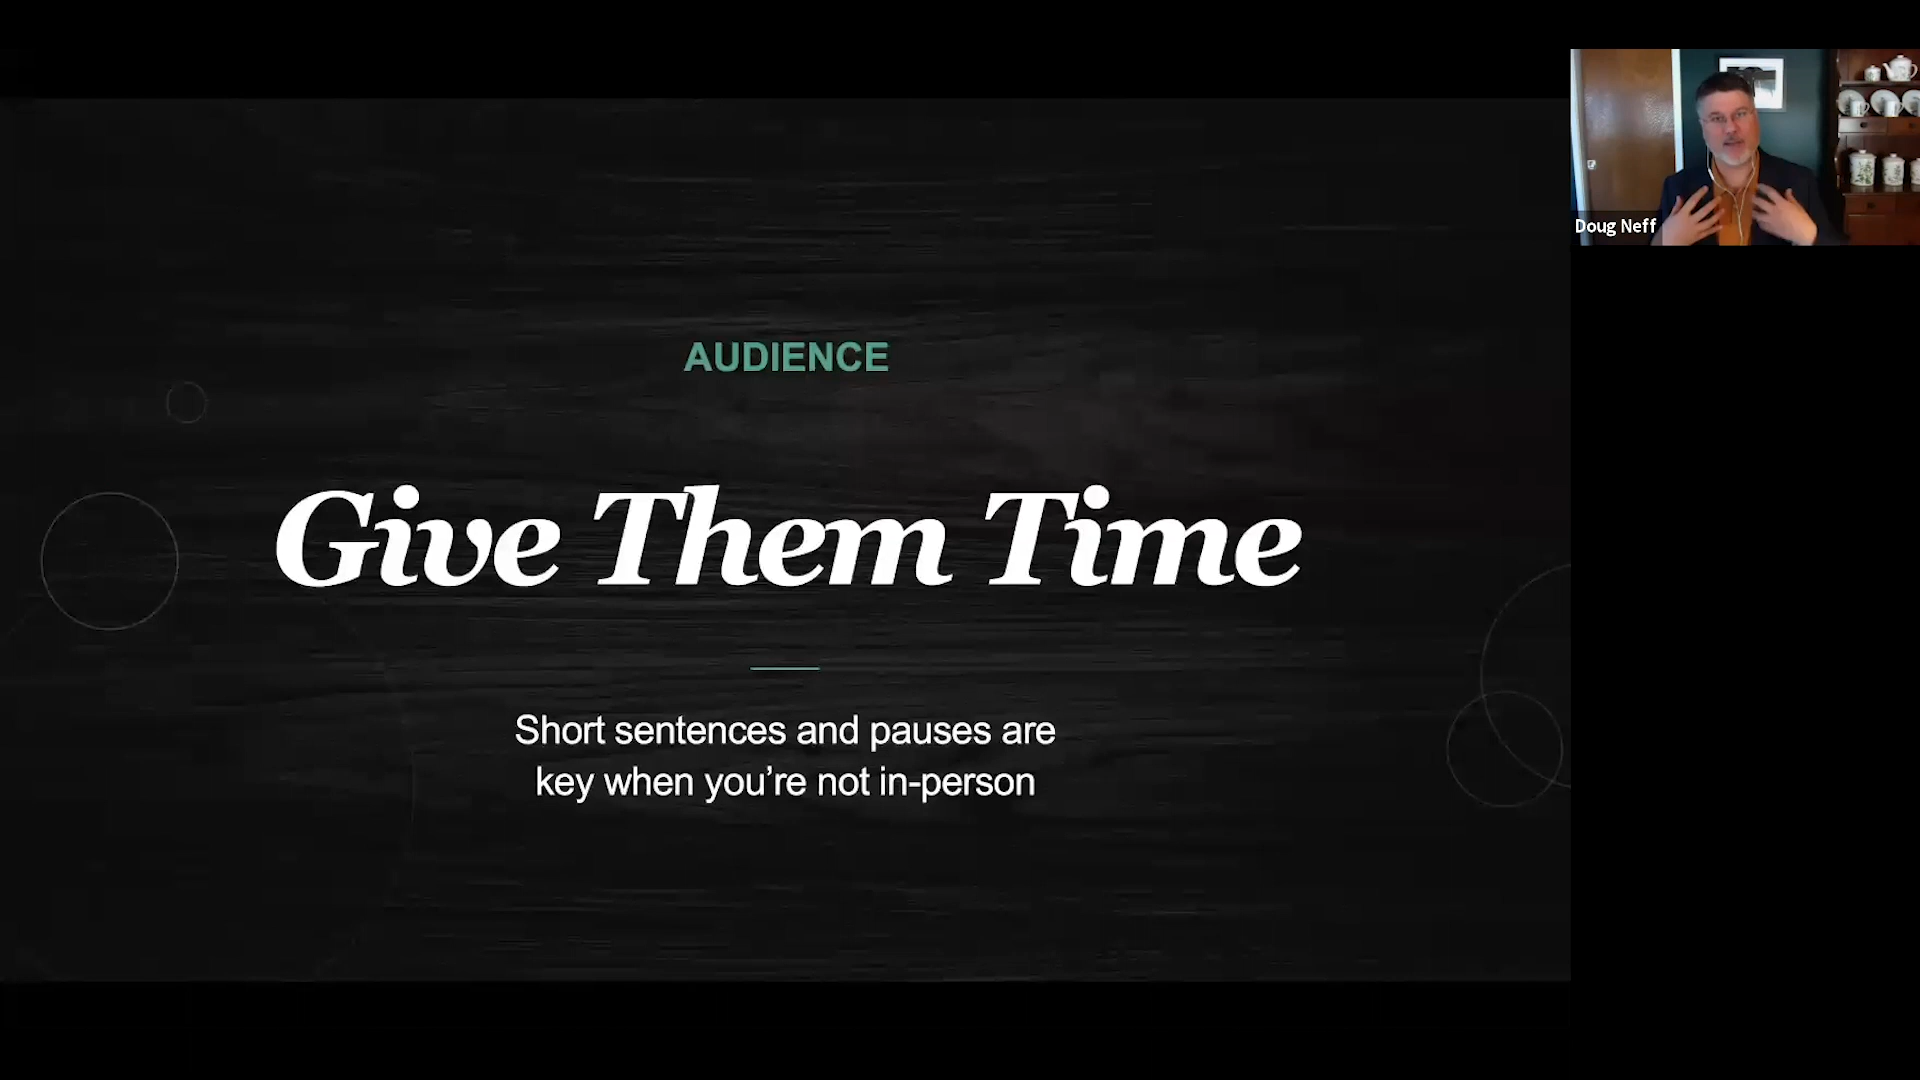 AUDIENCE
Give Them Time
Short sentences and pauses are
key when you’re not in-person
Doug Neff